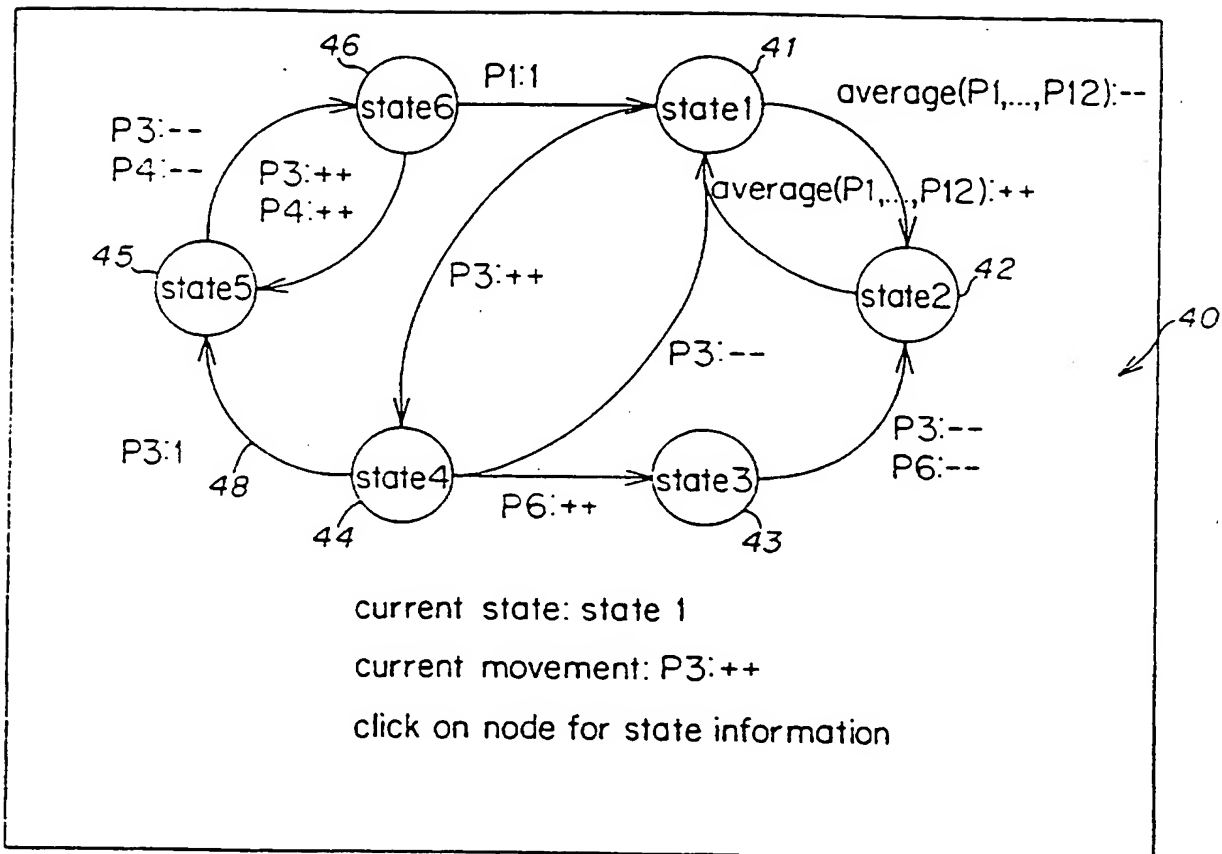 46
41
P1:1
state6
state1
average(P1,...,P12):--
P3:--
P4:--
P3:++
P4:++
average(P1,...,P12):++
45
state5
P3:++
state2
42
40
P3:--
P3:1
48
state4
P6:++
state3
P3:--
P6:--
44
43
current state: state 1
current movement: P3:++
click on node for state information